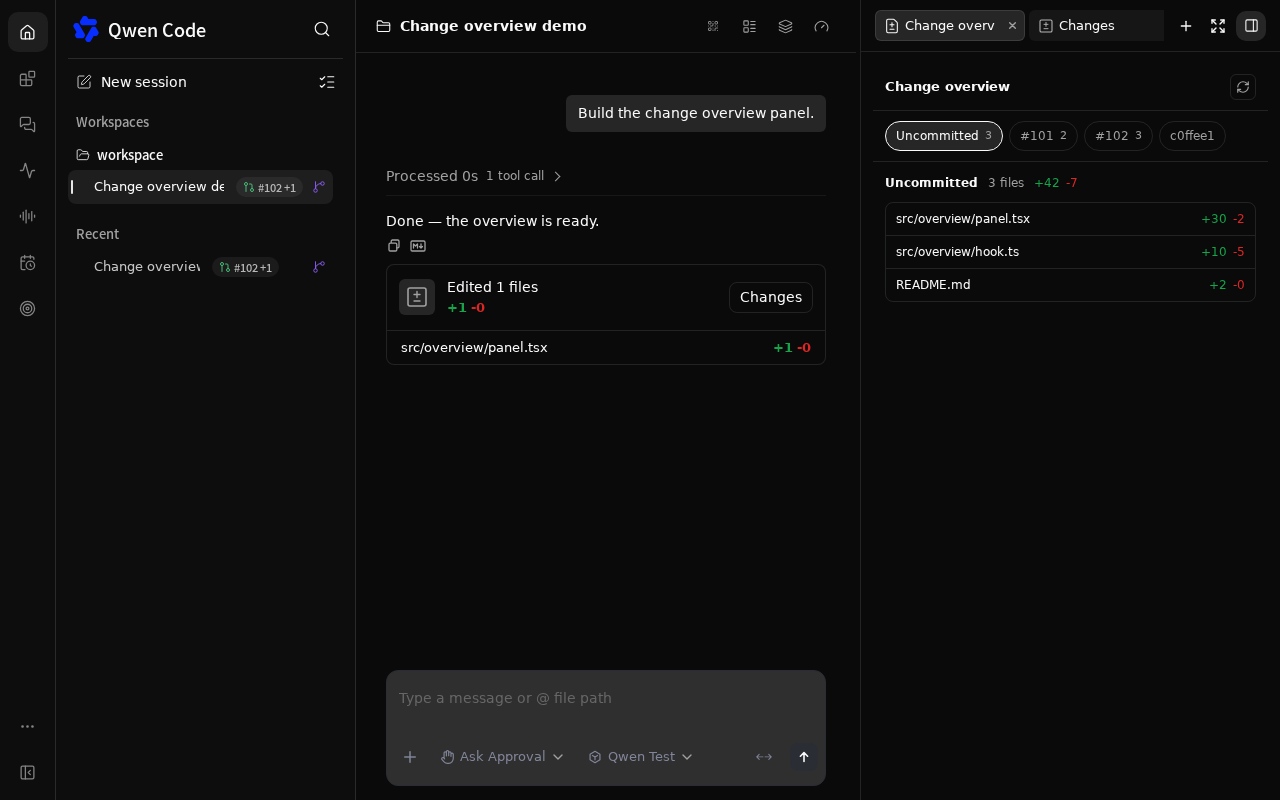 Qwen Code
New session
Workspaces
workspace
Change overview de
#102 +1
Recent
Change overview
#102 +1
Change overview demo
Build the change overview panel.
Processed 0s 1 tool call
Done — the overview is ready.
Edited 1 files
+1 -0
Changes
src/overview/panel.tsx +1 -0
Type a message or @ file path
Ask Approval
Qwen Test
Change overv
Changes
Change overview
Uncommitted 3
#101 2
#102 3
c0ffee1
Uncommitted 3 files +42 -7
src/overview/panel.tsx +30 -2
src/overview/hook.ts +10 -5
README.md +2 -0